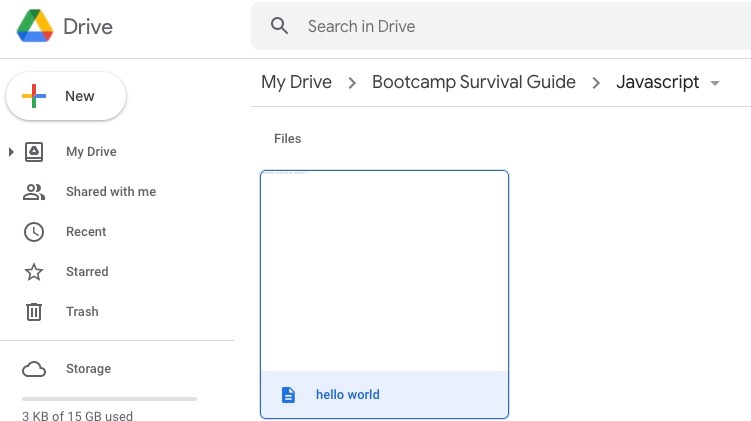 Drive
Search in Drive
My Drive > Bootcamp Survival Guide > Javascript
New
Files
My Drive
Shared with me
Recent
Starred
Trash
Storage
3 KB of 15 GB used
hello world